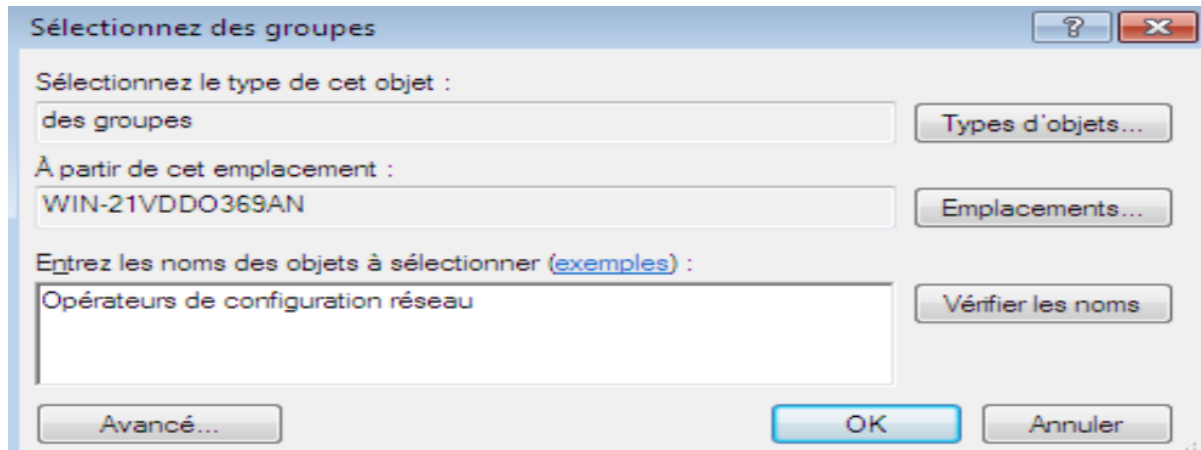 Sélectionnez des groupes
Sélectionnez le type de cet objet :
des groupes
Types d'objets...
À partir de cet emplacement :
WIN-21VDDO369AN
Emplacements...
Entrez les noms des objets à sélectionner (exemples) :
Opérateurs de configuration réseau
Vérifier les noms
Avancé...
OK
Annuler